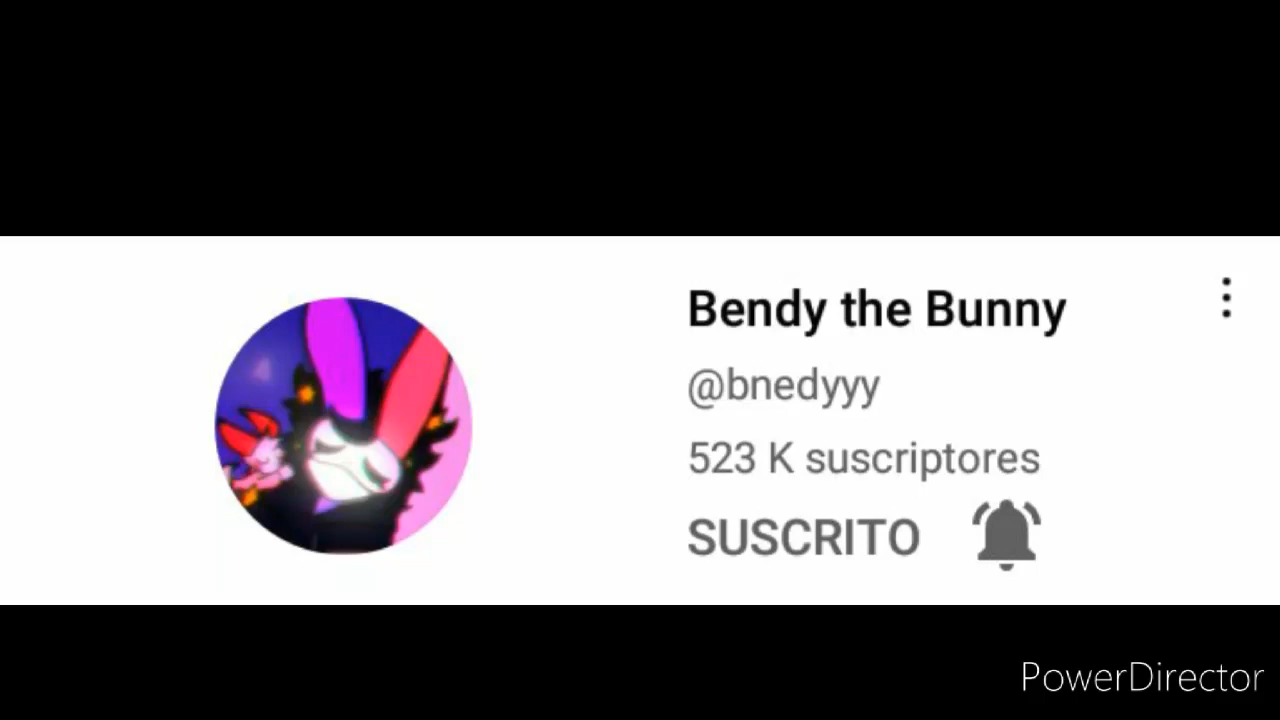 Bendy the Bunny
@bnedyyy
523 K suscriptores
SUSCRITO
PowerDirector